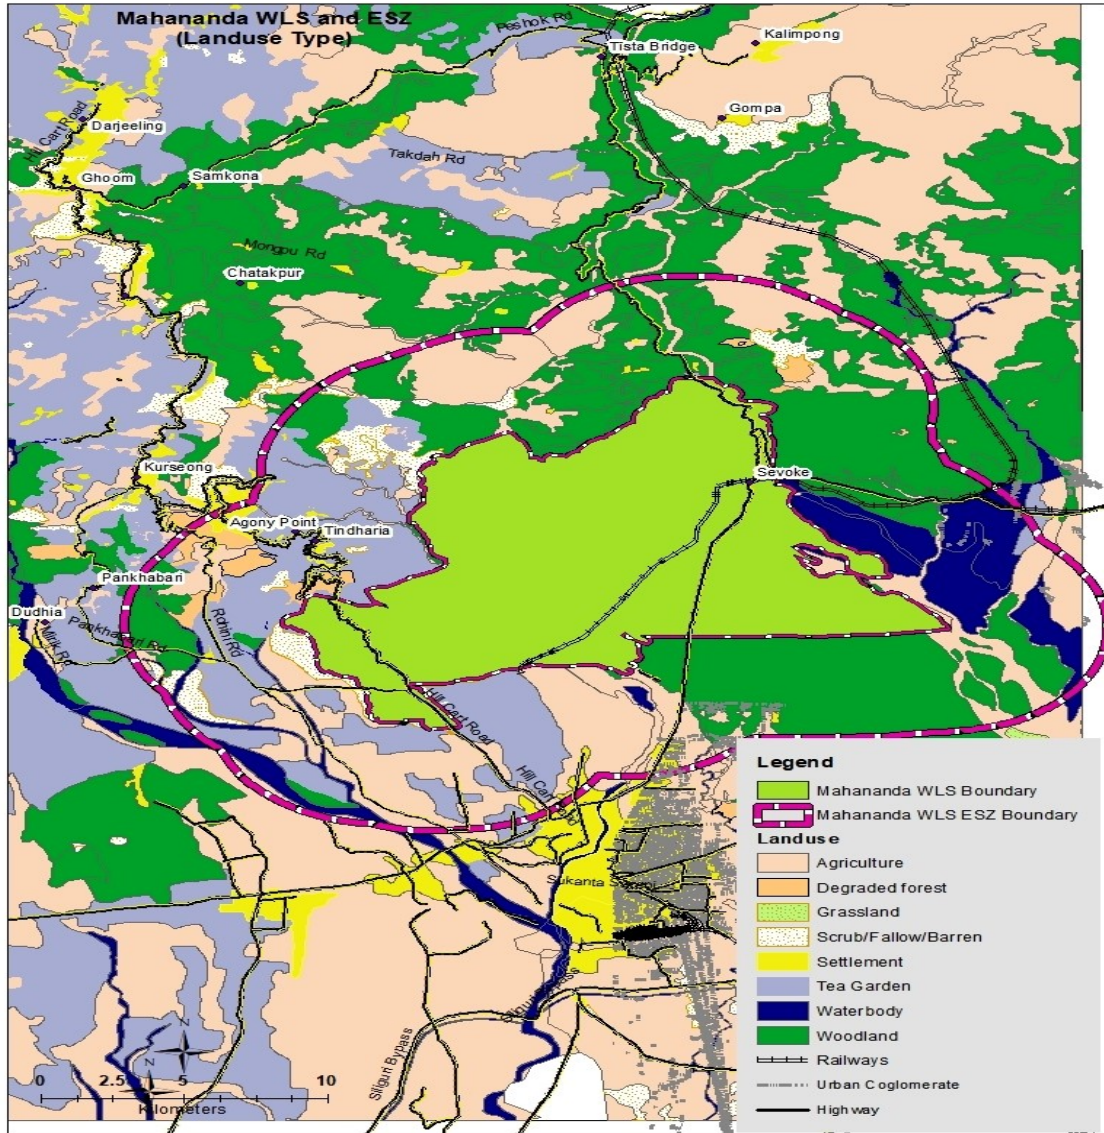 Mahananda WLS and ESZ
(Landuse Type)
Peshok Rd
Tista Bridge
Kalimpong
Gompa
Hill Cart Road
Darjeeling
Takdah Rd
Ghoom
Samkona
Mongpu Rd
Chatakpur
Kurseong
Sevoke
Agony Point
Tindharia
Pankhabari
Dudhia
Pankhabari Rd
Mirik Rd
Rohini Rd
Hill Cart Road
Hill Cart
Sukanta
Siliguri Bypass
N
N
0 2.5 5 10
Kilometers
Legend
Mahananda WLS Boundary
Mahananda WLS ESZ Boundary
Landuse
Agriculture
Degraded forest
Grassland
Scrub/Fallow/Barren
Settlement
Tea Garden
Waterbody
Woodland
Railways
Urban Coglomerate
Highway